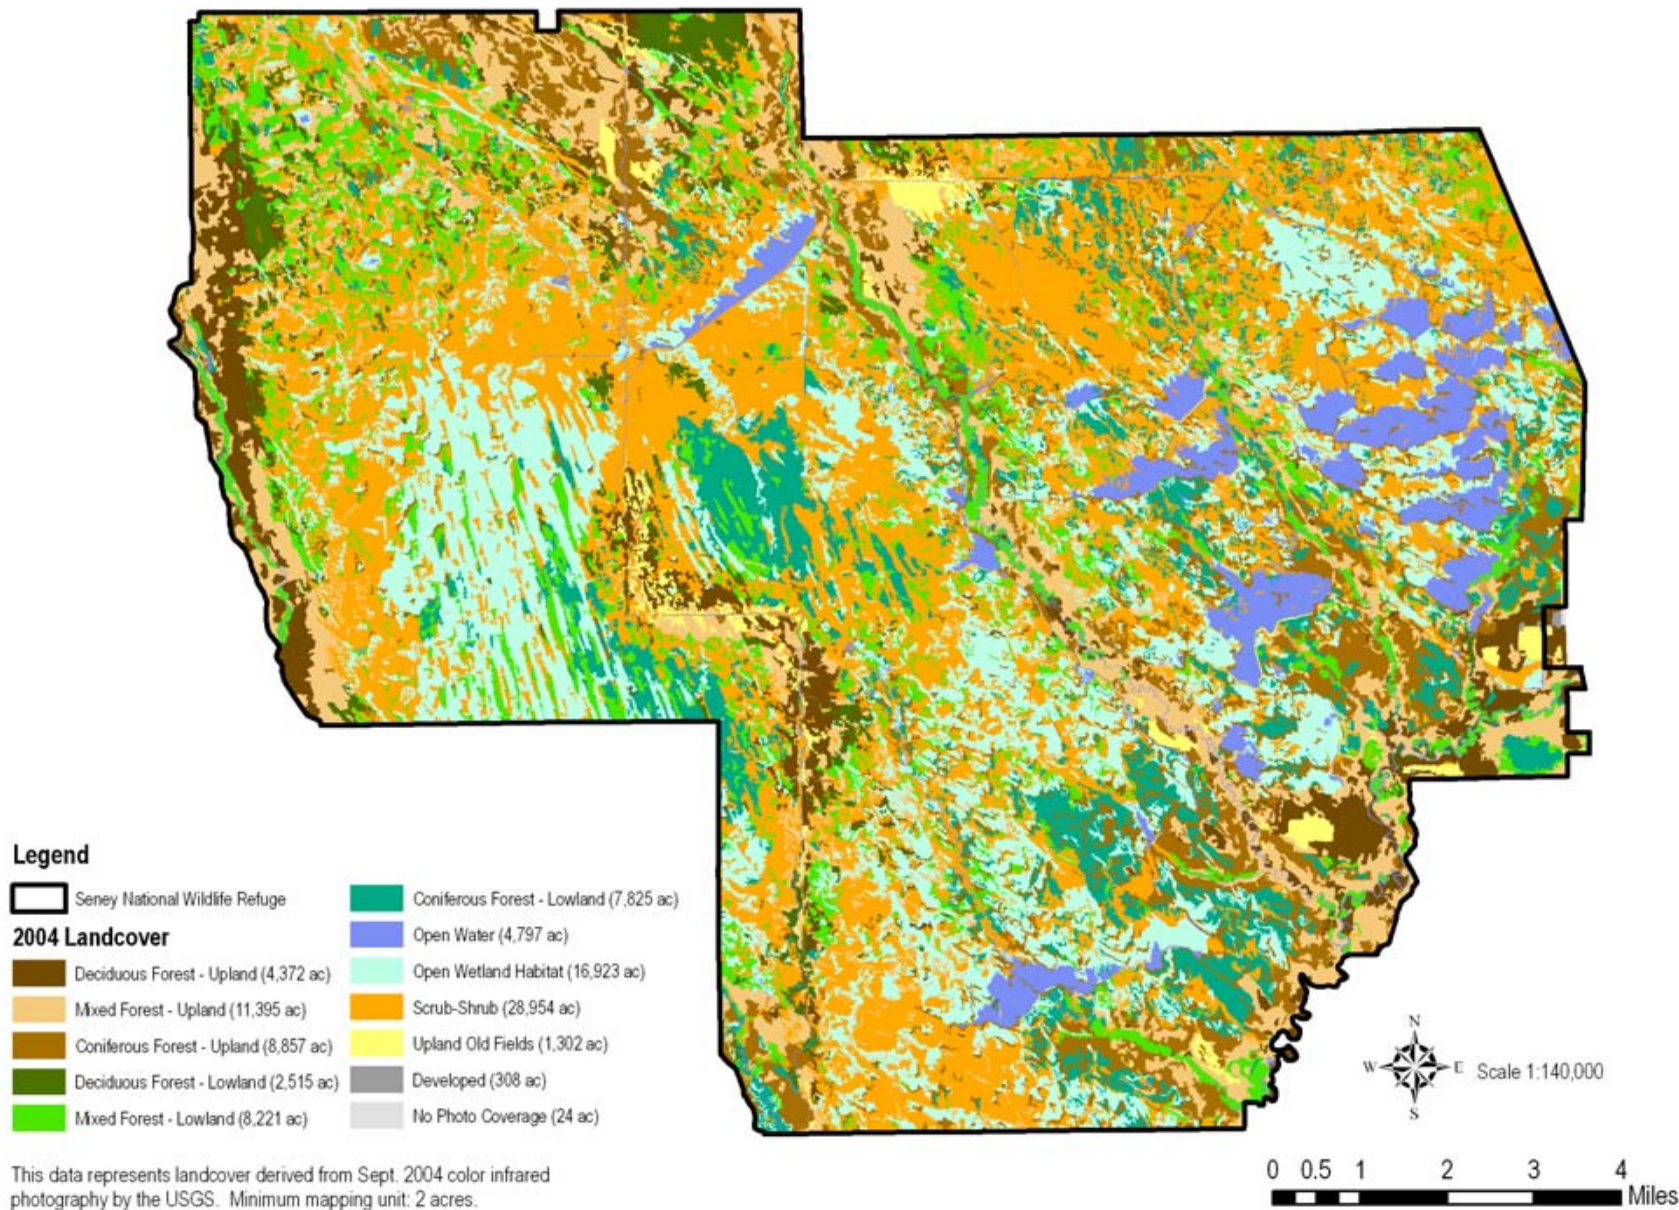 Legend
Seney National Wildlife Refuge
2004 Landcover
Deciduous Forest - Upland (4,372 ac)
Mixed Forest - Upland (11,395 ac)
Coniferous Forest - Upland (8,857 ac)
Deciduous Forest - Lowland (2,515 ac)
Mixed Forest - Lowland (8,221 ac)
Coniferous Forest - Lowland (7,825 ac)
Open Water (4,797 ac)
Open Wetland Habitat (16,923 ac)
Scrub-Shrub (28,954 ac)
Upland Old Fields (1,302 ac)
Developed (308 ac)
No Photo Coverage (24 ac)
This data represents landcover derived from Sept. 2004 color infrared
photography by the USGS. Minimum mapping unit: 2 acres.
N
W E
S
Scale 1:140,000
0 0.5 1 2 3 4
Miles